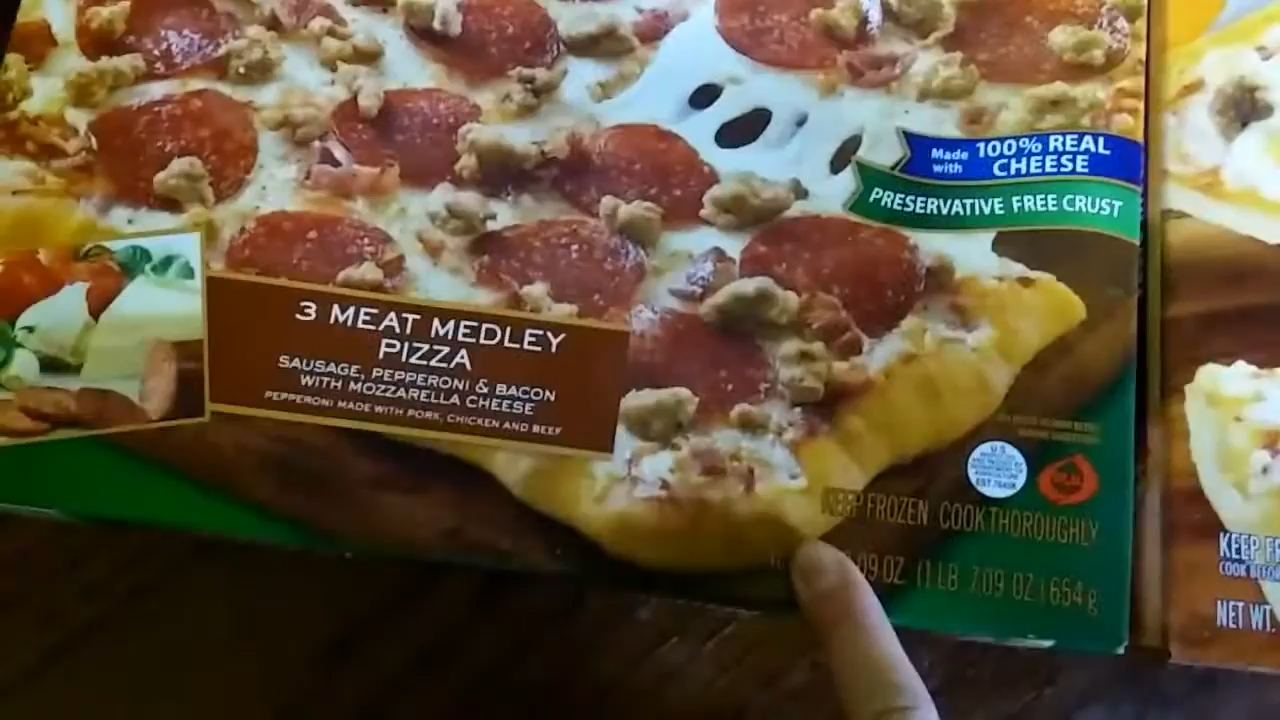 Made with 100% REAL CHEESE
PRESERVATIVE FREE CRUST
3 MEAT MEDLEY
PIZZA
SAUSAGE, PEPPERONI & BACON
WITH MOZZARELLA CHEESE
PEPPERONI MADE WITH PORK, CHICKEN AND BEEF
KEEP FROZEN COOK THOROUGHLY
.09 OZ (1 LB 7.09 OZ) 654 g
KEEP
NET WT.